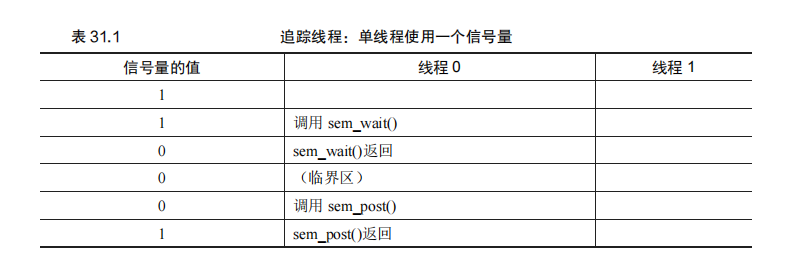 表 31.1 追踪线程：单线程使用一个信号量
信号量的值 线程 0 线程 1
1
1 调用 sem_wait()
0 sem_wait()返回
0 （临界区）
0 调用 sem_post()
1 sem_post()返回